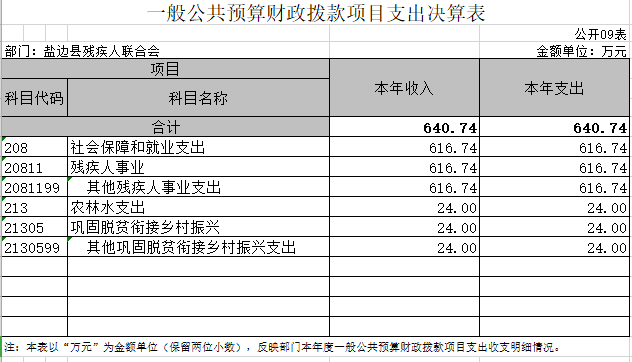 一般公共预算财政拨款项目支出决算表
公开09表
部门：盐边县残疾人联合会 金额单位：万元
项目 本年收入 本年支出
科目代码 科目名称
合计 640.74 640.74
208 社会保障和就业支出 616.74 616.74
20811 残疾人事业 616.74 616.74
2081199 其他残疾人事业支出 616.74 616.74
213 农林水支出 24.00 24.00
21305 巩固脱贫衔接乡村振兴 24.00 24.00
2130599 其他巩固脱贫衔接乡村振兴支出 24.00 24.00
注：本表以“万元”为金额单位（保留两位小数），反映部门本年度一般公共预算财政拨款项目支出收支明细情况。